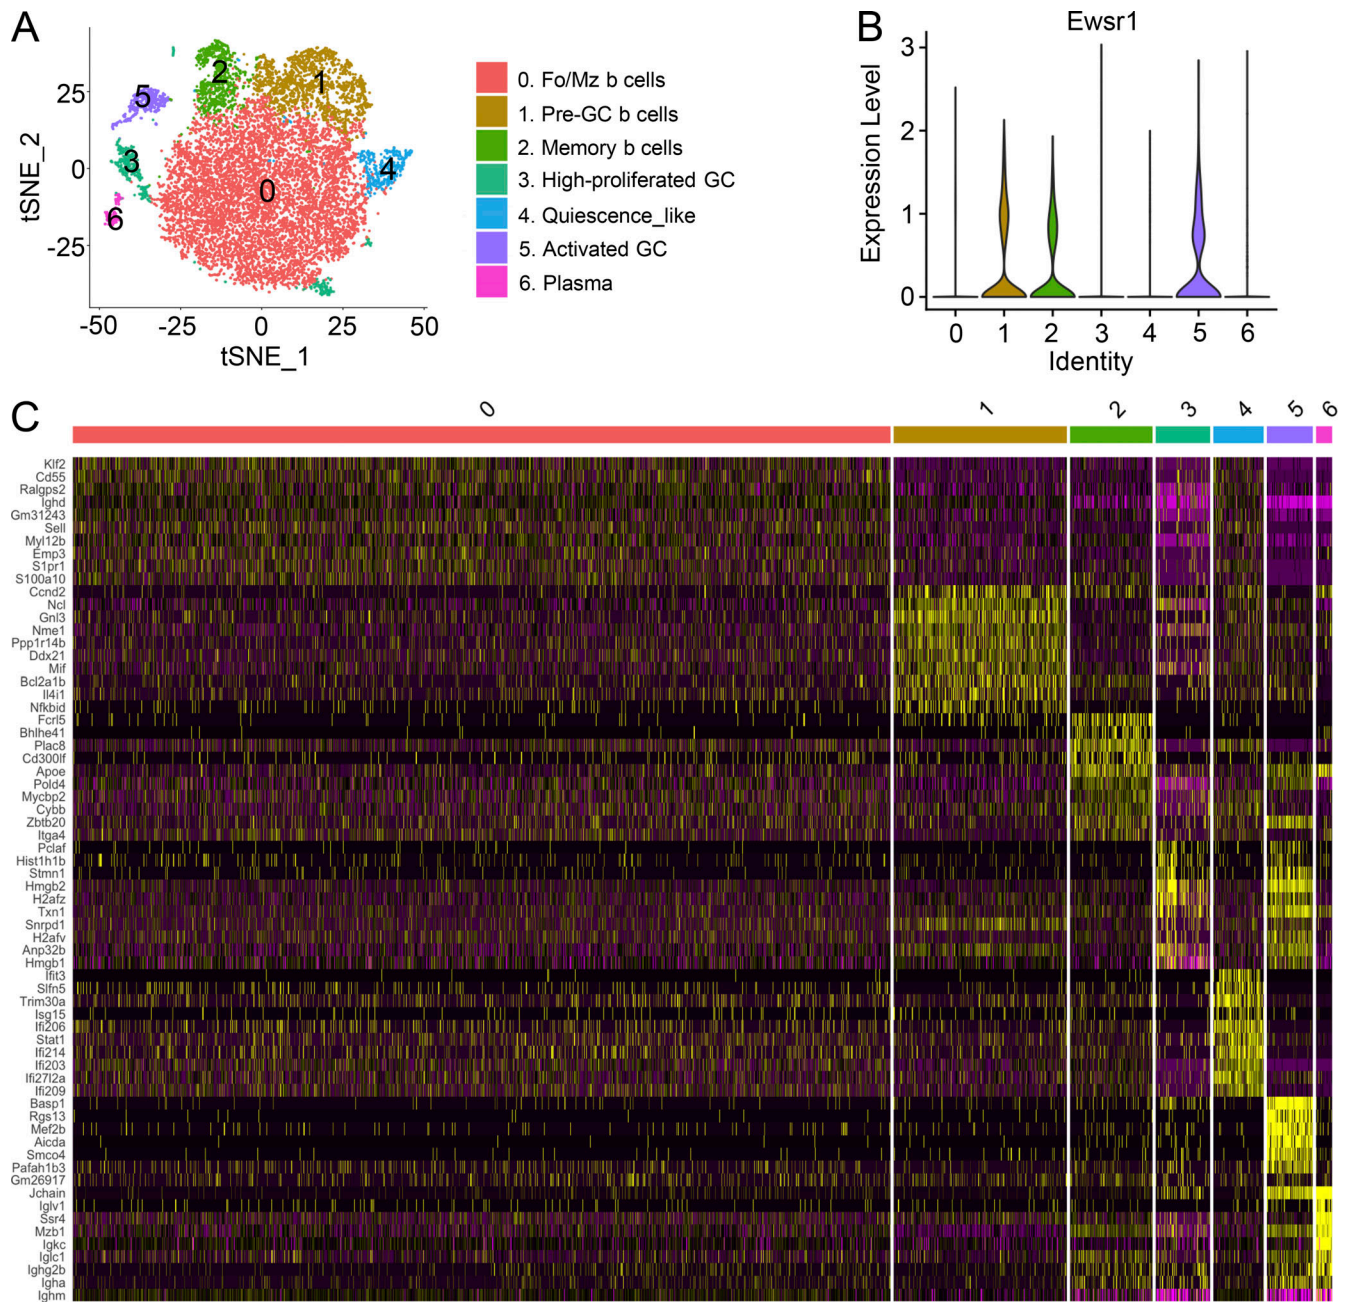 A
25
0
-25
tSNE_2
-50
-25
0
25
50
tSNE_1
0
1
2
3
4
5
6
0. Fo/Mz b cells
1. Pre-GC b cells
2. Memory b cells
3. High-proliferated GC
4. Quiescence_like
5. Activated GC
6. Plasma
B
Ewsr1
Expression Level
3
2
1
0
0
1
2
3
4
5
6
Identity
C
0
1
2
3
4
5
6
Klf2
Cd55
Ralgps2
Ighd
Gm31243
Sell
Myl12b
Emp3
S1pr1
S100a10
Ccnd2
Ncl
Gnl3
Nme1
Ppp1r14b
Ddx21
Mif
Bcl2a1b
Il4i1
Nfkbid
Fcrl5
Bhlhe41
Plac8
Cd300lf
Apoe
Pold4
Mycbp2
Cybb
Zbtb20
Itga4
Pclaf
Hist1h1b
Stmn1
Hmgb2
H2afz
Txn1
Snrpd1
H2afv
Anp32b
Hmgb1
Ifit3
Slfn5
Trim30a
Isg15
Ifi206
Stat1
Ifi214
Ifi203
Ifi27l2a
Ifi209
Basp1
Rgs13
Mef2b
Aicda
Smco4
Pafah1b3
Gm26917
Jchain
Iglv1
Ssr4
Mzb1
Igkc
Iglc1
Ighg2b
Igha
Ighm